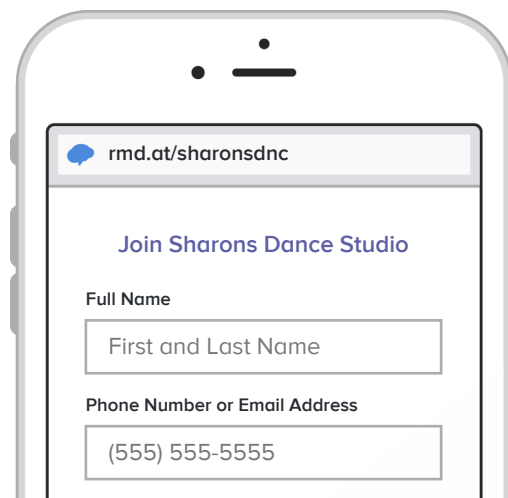 rmd.at/sharonsdnc
Join Sharons Dance Studio
Full Name
First and Last Name
Phone Number or Email Address
(555) 555-5555